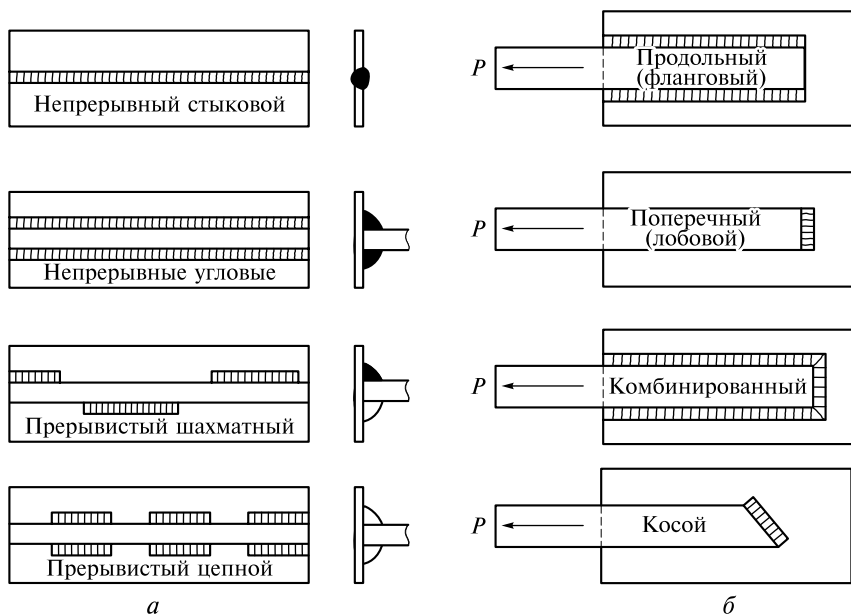 Непрерывный стыковой
Непрерывные угловые
Прерывистый шахматный
Прерывистый цепной
а
P
Продольный
(фланговый)
P
Поперечный
(лобовой)
P
Комбинированный
P
Косой
б